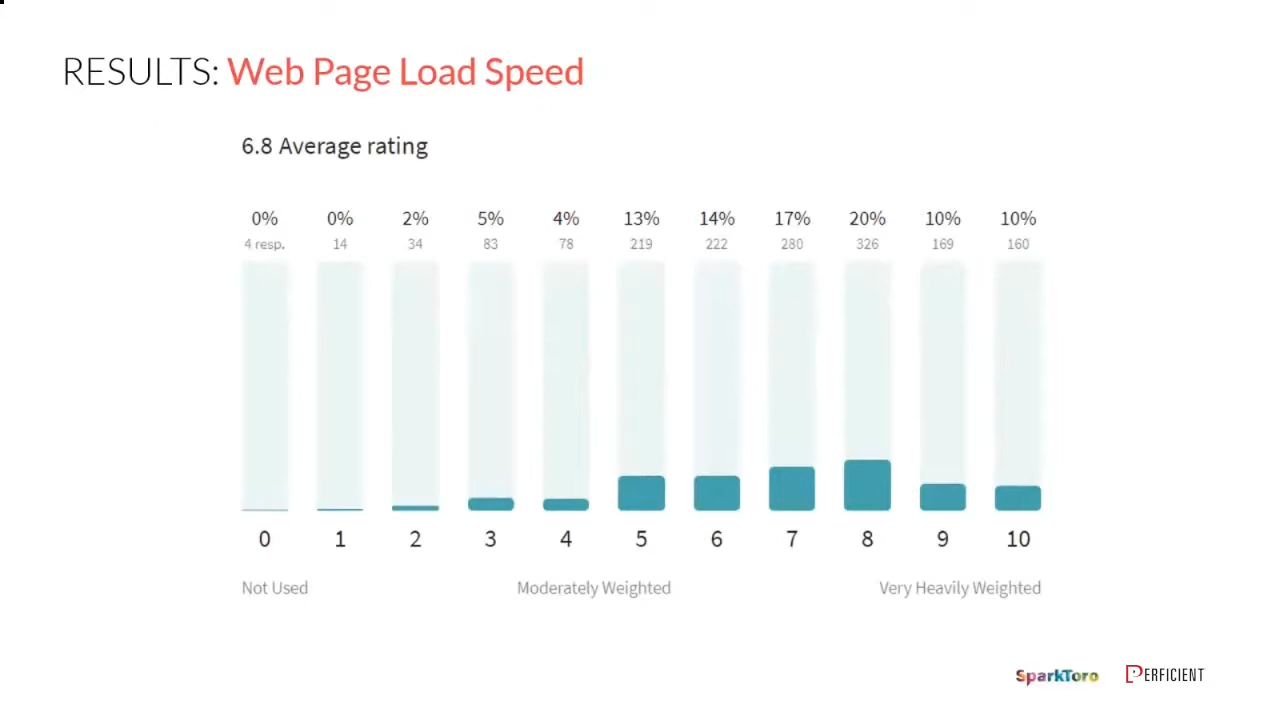 RESULTS: Web Page Load Speed
6.8 Average rating
0% 0% 2% 5% 4% 13% 14% 17% 20% 10% 10%
4 resp. 14 34 83 78 219 222 280 326 169 160
0 1 2 3 4 5 6 7 8 9 10
Not Used Moderately Weighted Very Heavily Weighted
SparkToro PERFICIENT